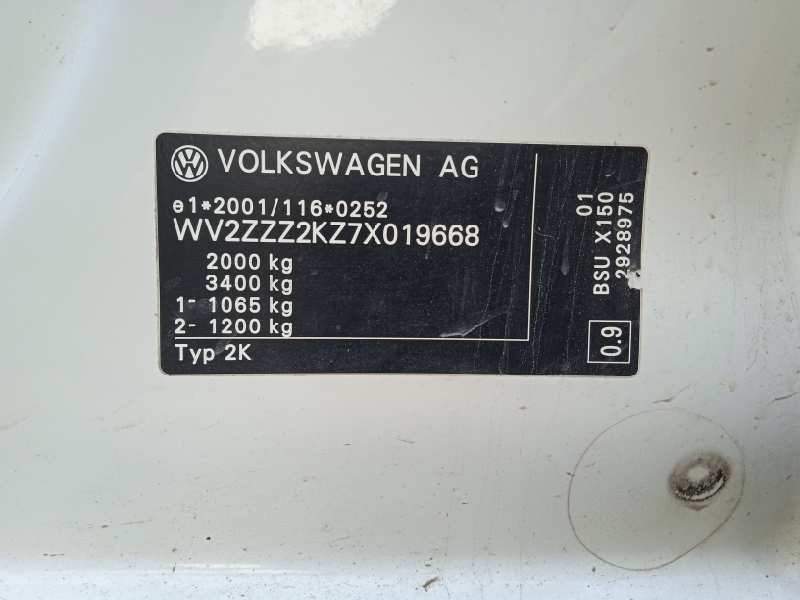 VOLKSWAGEN AG
e1*2001/116*0252
WV2ZZZ2KZ7X019668
2000 kg
3400 kg
1- 1065 kg
2- 1200 kg
Typ 2K
01
BSU X150
2928975
0.9